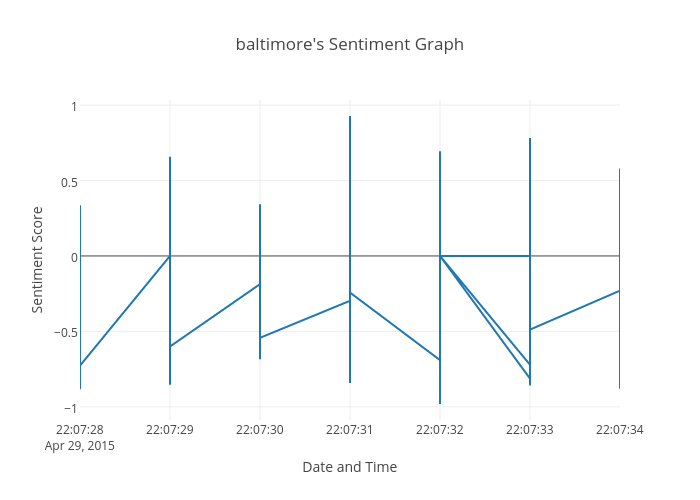 baltimore's Sentiment Graph
1
0.5
0
−0.5
−1
Sentiment Score
22:07:28 22:07:29 22:07:30 22:07:31 22:07:32 22:07:33 22:07:34
Apr 29, 2015
Date and Time